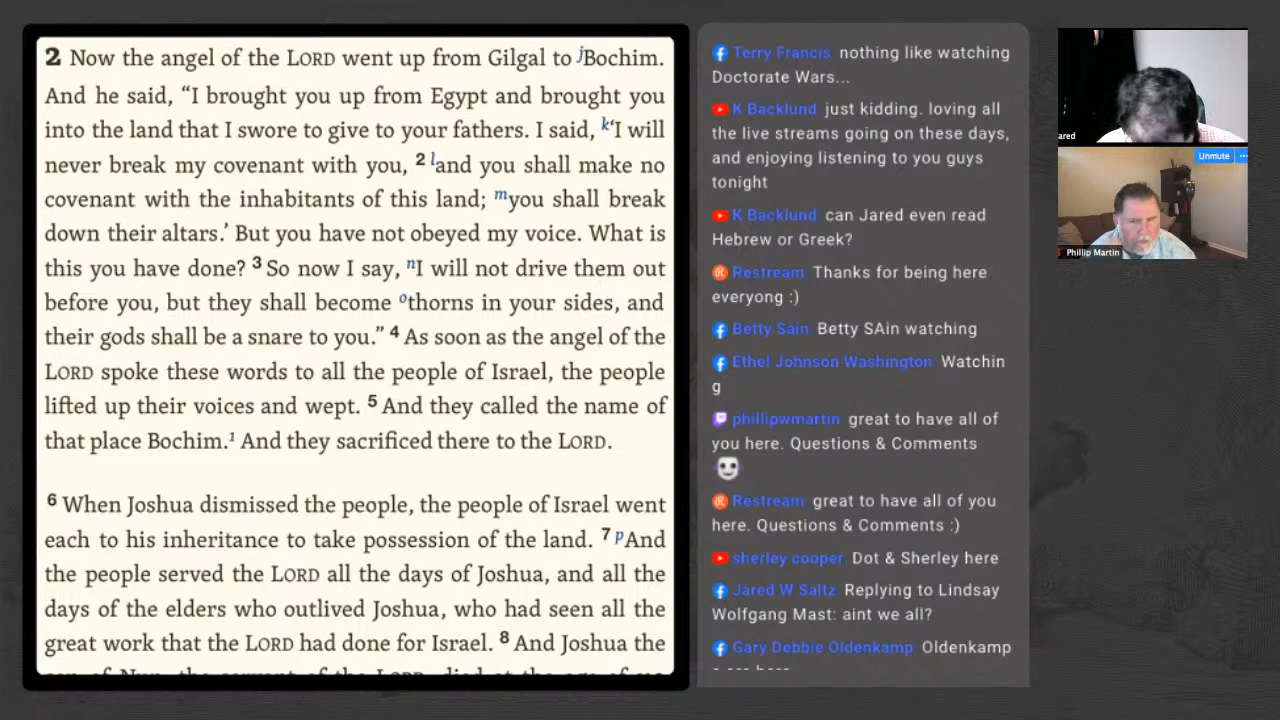 2 Now the angel of the LORD went up from Gilgal to jBochim.
And he said, “I brought you up from Egypt and brought you
into the land that I swore to give to your fathers. I said, k‘I will
never break my covenant with you, 2 land you shall make no
covenant with the inhabitants of this land; myou shall break
down their altars.’ But you have not obeyed my voice. What is
this you have done? 3 So now I say, nI will not drive them out
before you, but they shall become othorns in your sides, and
their gods shall be a snare to you.” 4 As soon as the angel of the
LORD spoke these words to all the people of Israel, the people
lifted up their voices and wept. 5 And they called the name of
that place Bochim.1 And they sacrificed there to the LORD.
6 When Joshua dismissed the people, the people of Israel went
each to his inheritance to take possession of the land. 7 pAnd
the people served the LORD all the days of Joshua, and all the
days of the elders who outlived Joshua, who had seen all the
great work that the LORD had done for Israel. 8 And Joshua the
Terry Francis nothing like watching
Doctorate Wars...
K Backlund just kidding. loving all
the live streams going on these days,
and enjoying listening to you guys
tonight
K Backlund can Jared even read
Hebrew or Greek?
Restream Thanks for being here
everyong :)
Betty Sain Betty SAin watching
Ethel Johnson Washington Watchin
g
phillipwmartin great to have all of
you here. Questions & Comments
Restream great to have all of you
here. Questions & Comments :)
sherley cooper Dot & Sherley here
Jared W Saltz Replying to Lindsay
Wolfgang Mast: aint we all?
Gary Debbie Oldenkamp Oldenkamp
ared
Unmute ...
Phillip Martin